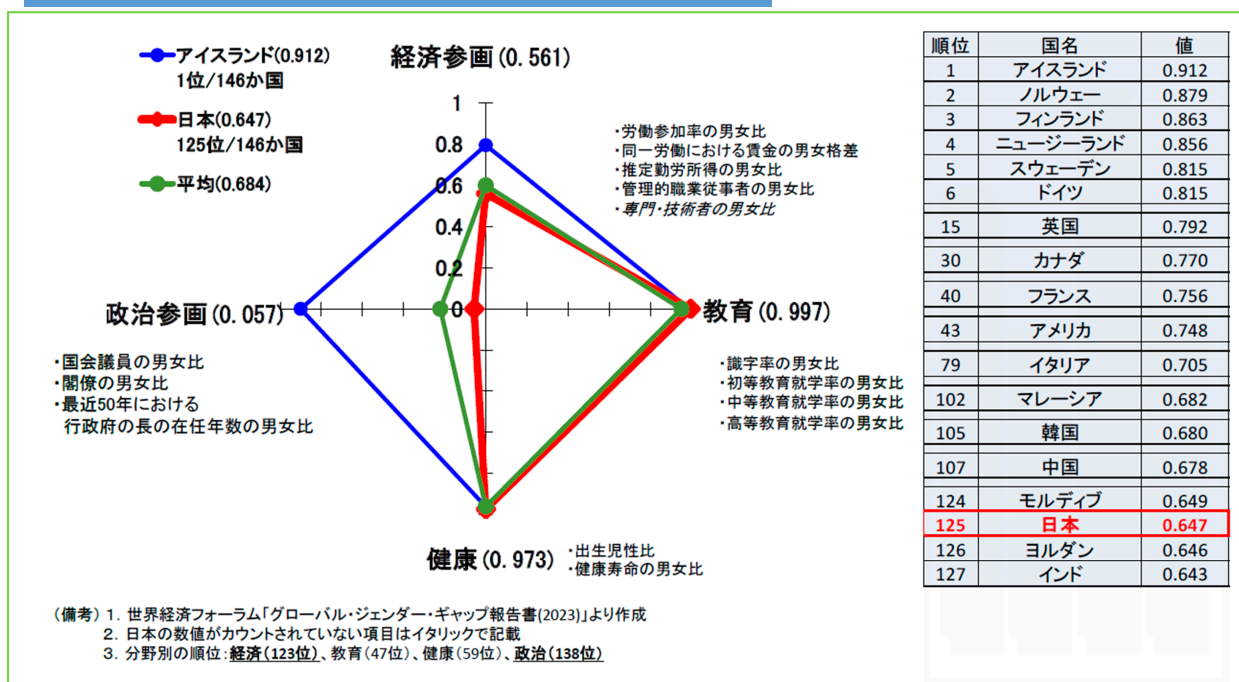 アイスランド(0.912)
1位/146か国
日本(0.647)
125位/146か国
平均(0.684)
経済参画(0.561)
1
0.8
0.6
0.4
0.2
0
・労働参加率の男女比
・同一労働における賃金の男女格差
・推定勤労所得の男女比
・管理的職業従事者の男女比
・専門・技術者の男女比
政治参画(0.057)
・国会議員の男女比
・閣僚の男女比
・最近50年における
行政府の長の在任年数の男女比
教育(0.997)
・識字率の男女比
・初等教育就学率の男女比
・中等教育就学率の男女比
・高等教育就学率の男女比
健康(0.973)
・出生児性比
・健康寿命の男女比
(備考) 1. 世界経済フォーラム「グローバル・ジェンダー・ギャップ報告書(2023)」より作成
2. 日本の数値がカウントされていない項目はイタリックで記載
3. 分野別の順位:経済(123位)、教育(47位)、健康(59位)、政治(138位)
順位 国名 値
1 アイスランド 0.912
2 ノルウェー 0.879
3 フィンランド 0.863
4 ニュージーランド 0.856
5 スウェーデン 0.815
6 ドイツ 0.815
15 英国 0.792
30 カナダ 0.770
40 フランス 0.756
43 アメリカ 0.748
79 イタリア 0.705
102 マレーシア 0.682
105 韓国 0.680
107 中国 0.678
124 モルディブ 0.649
125 日本 0.647
126 ヨルダン 0.646
127 インド 0.643